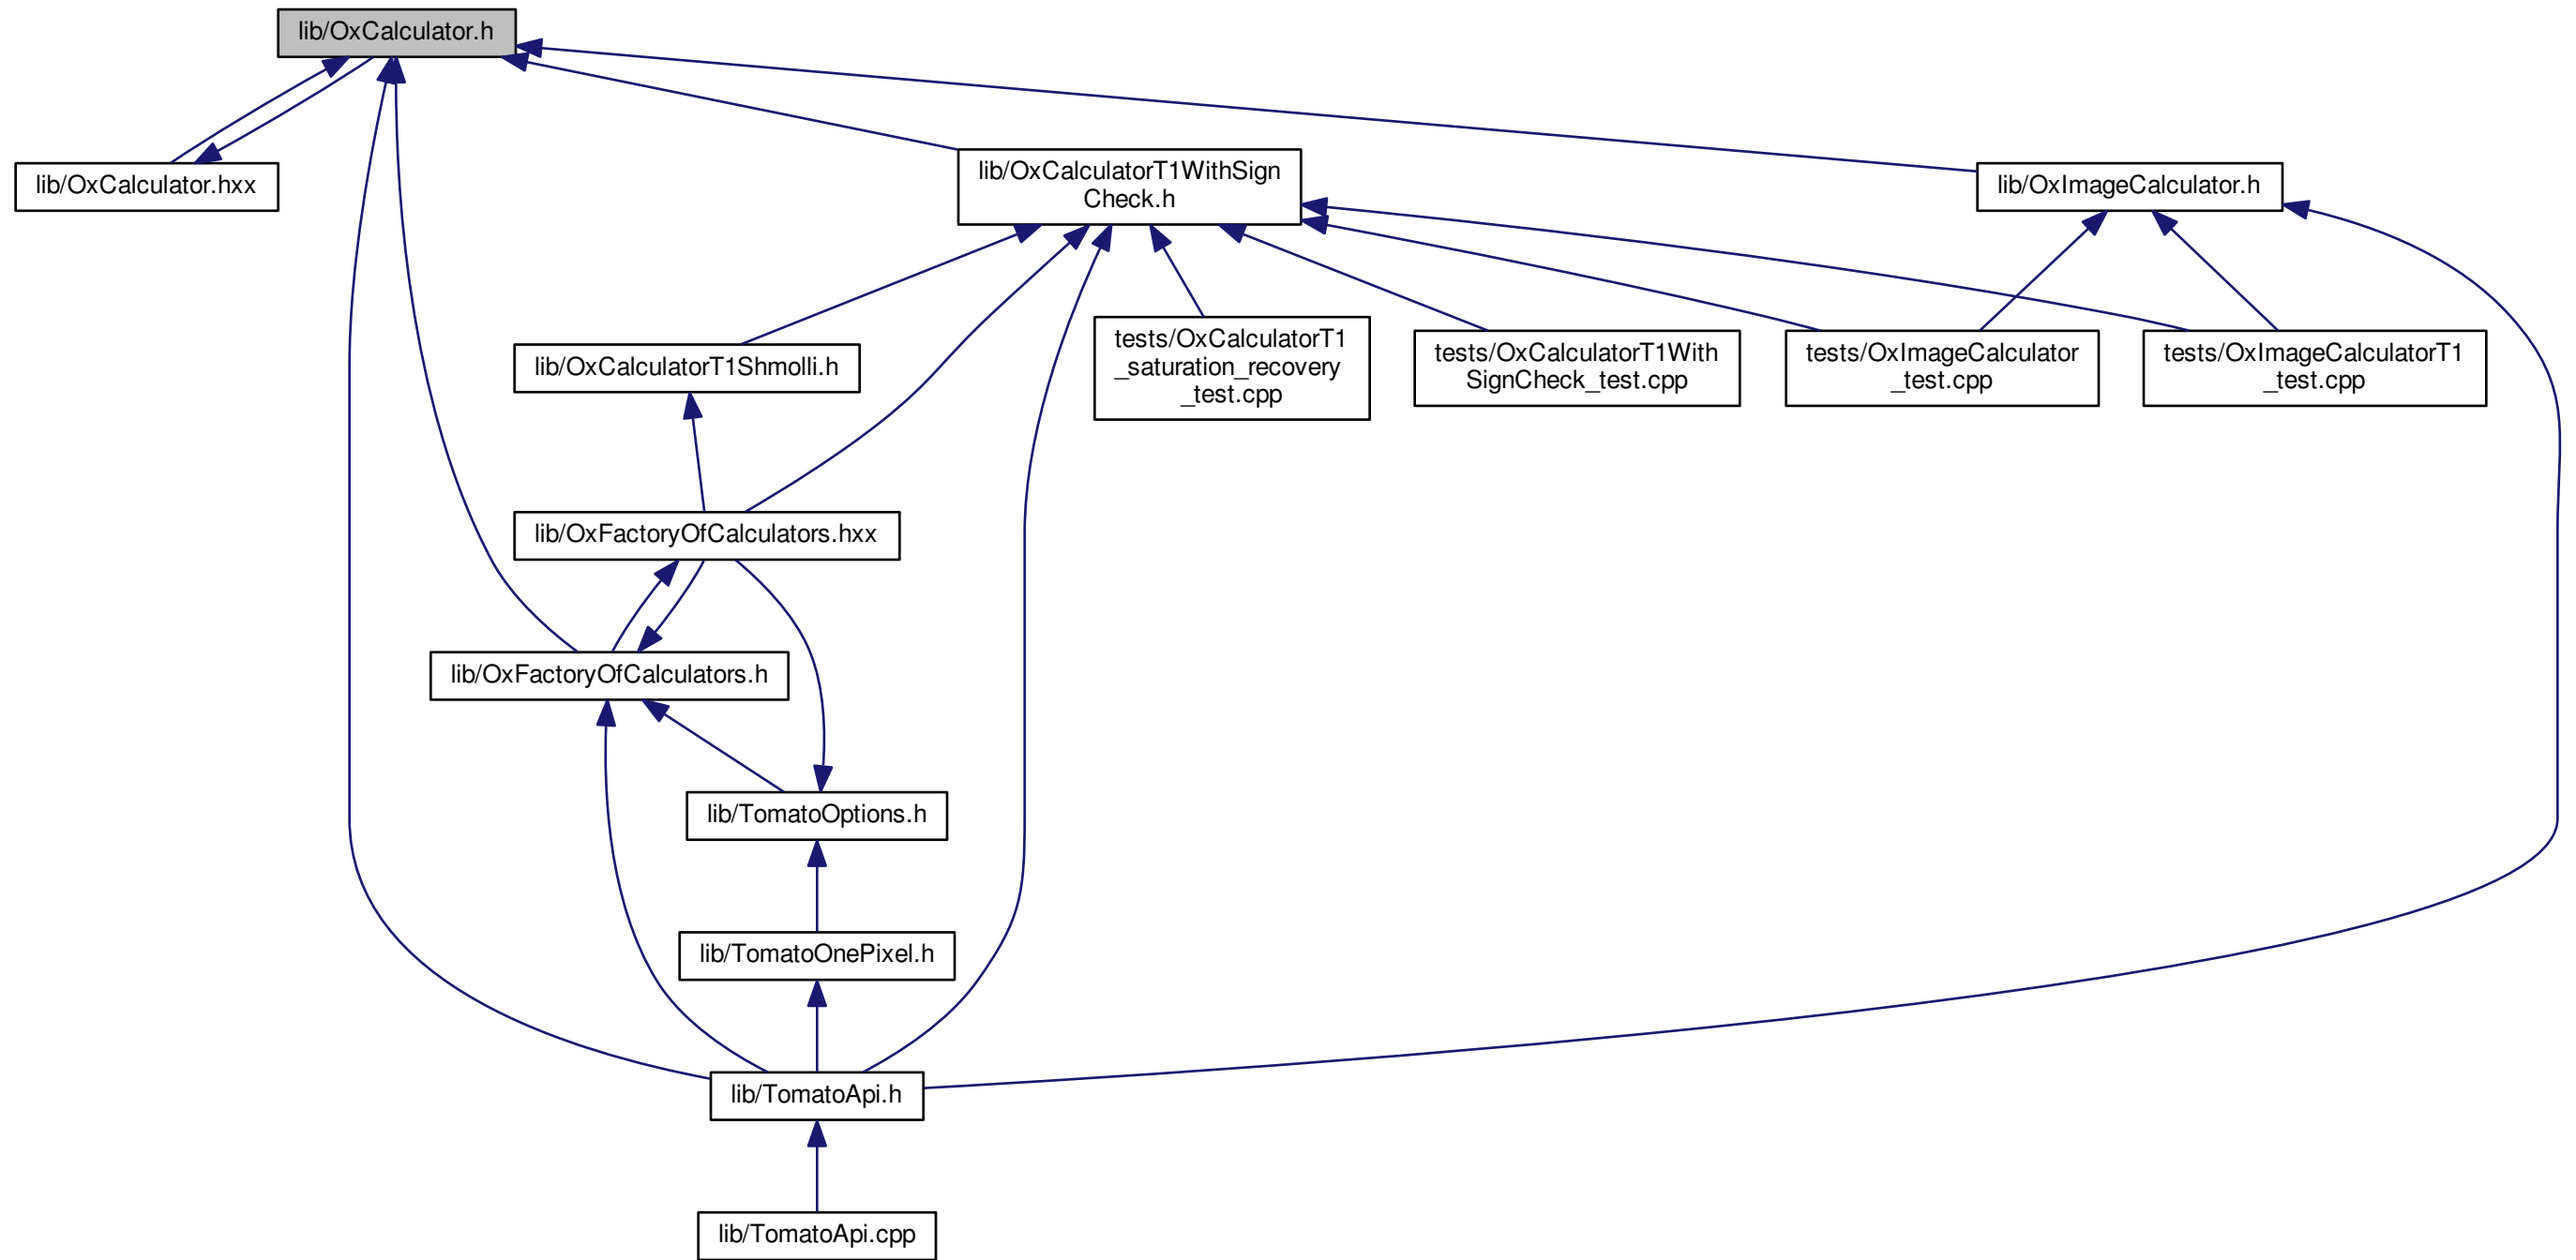 lib/OxCalculator.h
lib/OxCalculator.hxx
lib/OxCalculatorT1WithSign
Check.h
lib/OxImageCalculator.h
lib/OxCalculatorT1Shmolli.h
tests/OxCalculatorT1
_saturation_recovery
_test.cpp
tests/OxCalculatorT1With
SignCheck_test.cpp
tests/OxImageCalculator
_test.cpp
tests/OxImageCalculatorT1
_test.cpp
lib/OxFactoryOfCalculators.hxx
lib/OxFactoryOfCalculators.h
lib/TomatoOptions.h
lib/TomatoOnePixel.h
lib/TomatoApi.h
lib/TomatoApi.cpp